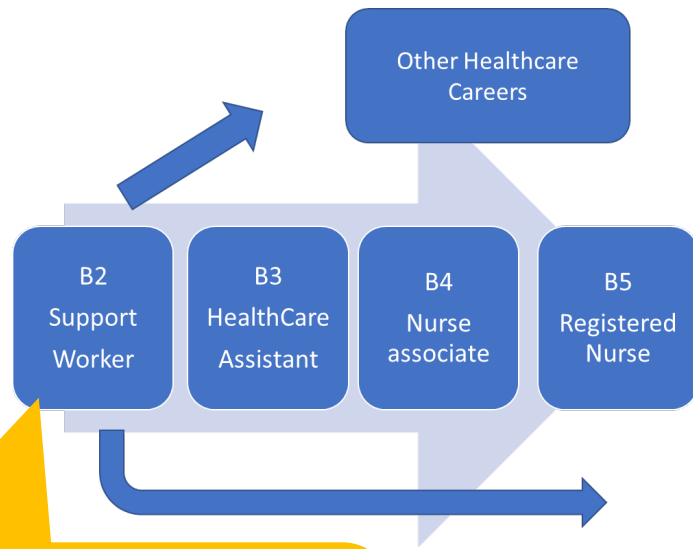 Other Healthcare
Careers
B2
Support
Worker
B3
HealthCare
Assistant
B4
Nurse
associate
B5
Registered
Nurse